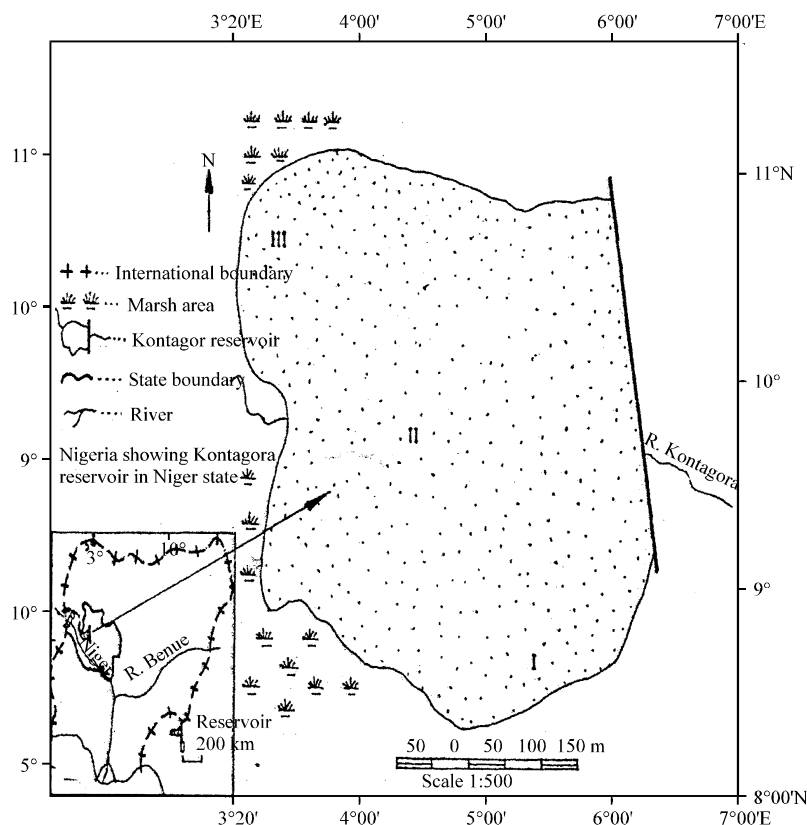 3°20'E 4°00' 5°00' 6°00' 7°00'E
11°
11°N
N
III
International boundary
Marsh area
10°
Kontagor reservoir
State boundary
10°
River
II
R. Kontagora
9°
Nigeria showing Kontagora
reservoir in Niger state
3° 10°
9°
10°
Niger
R. Benue
I
Reservoir
200 km
50 0 50 100 150 m
Scale 1:500
5°
8°00'N
3°20' 4°00' 5°00' 6°00' 7°00'E